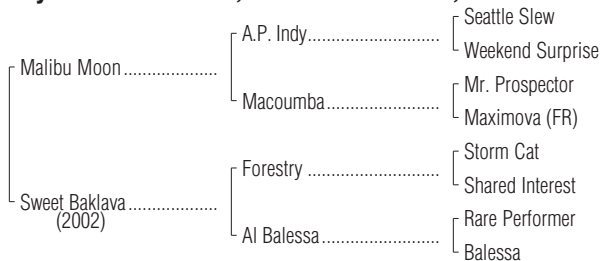 Seattle Slew
A.P. Indy
Weekend Surprise
Malibu Moon
Mr. Prospector
Macoumba
Maximova (FR)
Storm Cat
Forestry
Shared Interest
Sweet Baklava
(2002)
Rare Performer
Al Balessa
Balessa